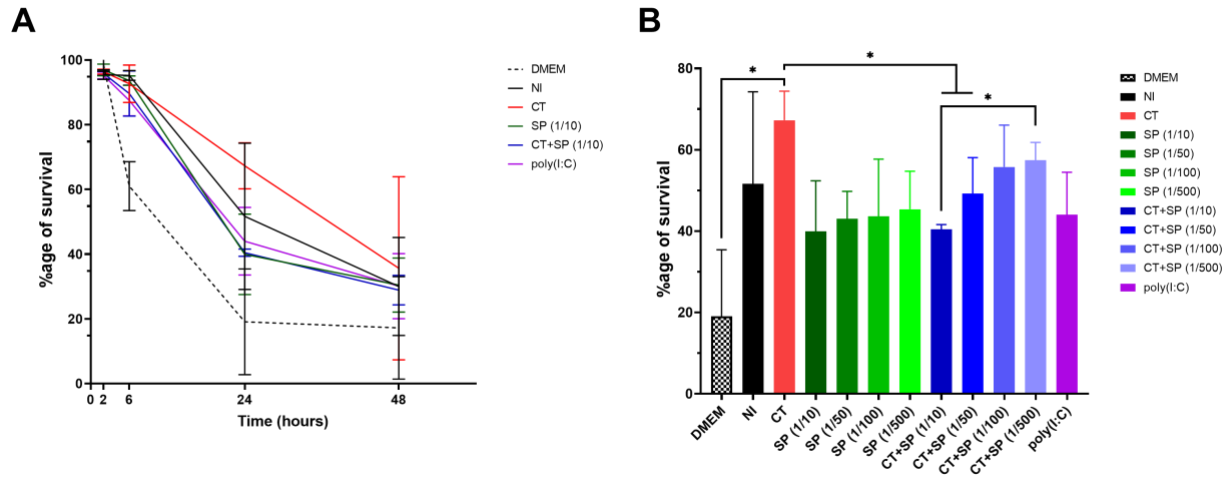 A
%age of survival
100
80
60
40
20
0
0 2 6 24 48
Time (hours)
DMEM
NI
CT
SP (1/10)
CT+SP (1/10)
poly(I:C)
B
%age of survival
80
60
40
20
0
*
*
*
DMEM
NI
CT
SP (1/10)
SP (1/50)
SP (1/100)
SP (1/500)
CT+SP (1/10)
CT+SP (1/50)
CT+SP (1/100)
CT+SP (1/500)
poly(I:C)
DMEM
NI
CT
SP (1/10)
SP (1/50)
SP (1/100)
SP (1/500)
CT+SP (1/10)
CT+SP (1/50)
CT+SP (1/100)
CT+SP (1/500)
poly(I:C)